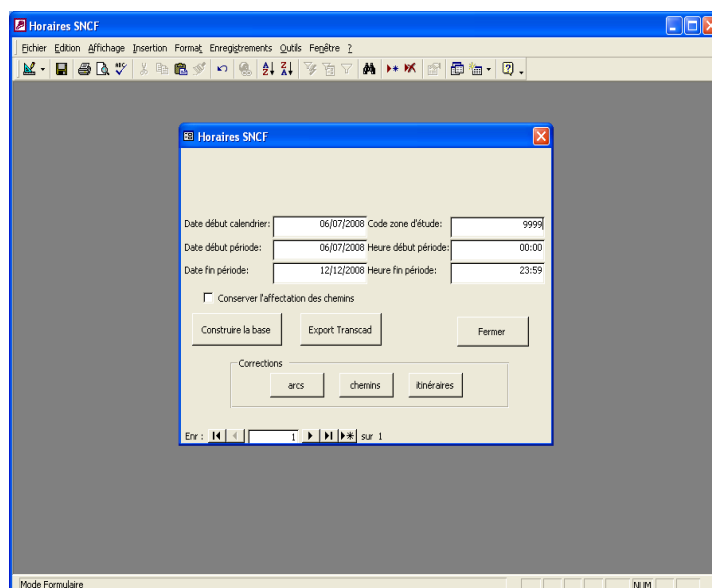 Horaires SNCF
Fichier Edition Affichage Insertion Format Enregistrements Outils Fenêtre ?
Horaires SNCF
Date début calendrier: 06/07/2008 Code zone d'étude: 9999
Date début période: 06/07/2008 Heure début période: 00:00
Date fin période: 12/12/2008 Heure fin période: 23:59
Conserver l'affectation des chemins
Construire la base Export Transcad Fermer
Corrections
arcs chemins itinéraires
Enr : 1 sur 1
Mode Formulaire NUM